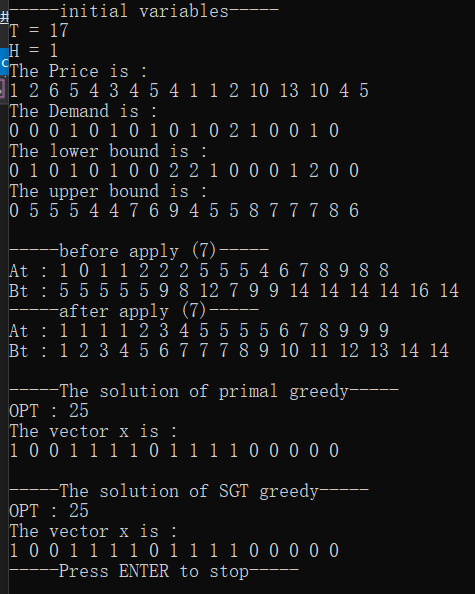 -----initial variables-----
T = 17
H = 1
The Price is :
1 2 6 5 4 3 4 5 4 1 1 2 10 13 10 4 5
The Demand is :
0 0 0 1 0 1 0 1 0 1 0 2 1 0 0 1 0
The lower bound is :
0 1 0 1 0 1 0 0 2 2 1 0 0 0 1 2 0 0
The upper bound is :
0 5 5 5 4 4 7 6 9 4 5 5 8 7 7 7 8 6
-----before apply (7)-----
At : 1 0 1 1 2 2 2 5 5 5 4 6 7 8 9 8 8
Bt : 5 5 5 5 5 9 8 12 7 9 9 14 14 14 14 16 14
-----after apply (7)-----
At : 1 1 1 1 2 3 4 5 5 5 5 6 7 8 9 9 9
Bt : 1 2 3 4 5 6 7 7 7 8 9 10 11 12 13 14 14
-----The solution of primal greedy-----
OPT : 25
The vector x is :
1 0 0 1 1 1 1 0 1 1 1 1 0 0 0 0 0
-----The solution of SGT greedy-----
OPT : 25
The vector x is :
1 0 0 1 1 1 1 0 1 1 1 1 0 0 0 0 0
-----Press ENTER to stop-----